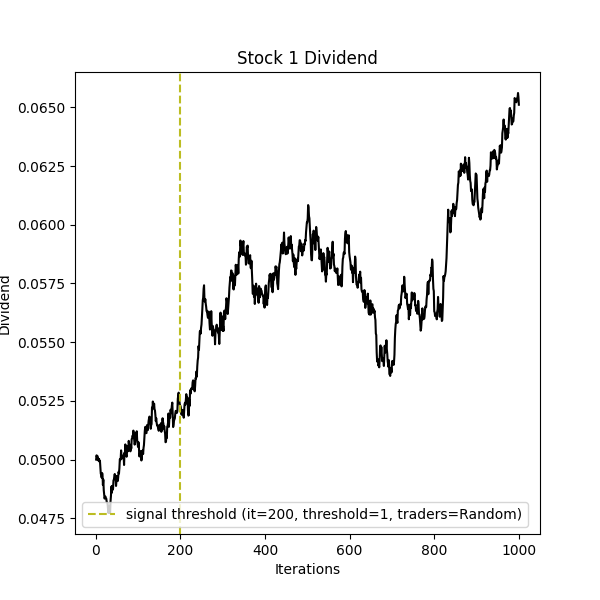 Stock 1 Dividend
0.0650
0.0625
0.0600
0.0575
0.0550
0.0525
0.0500
0.0475
Dividend
signal threshold (it=200, threshold=1, traders=Random)
0 200 400 600 800 1000
Iterations